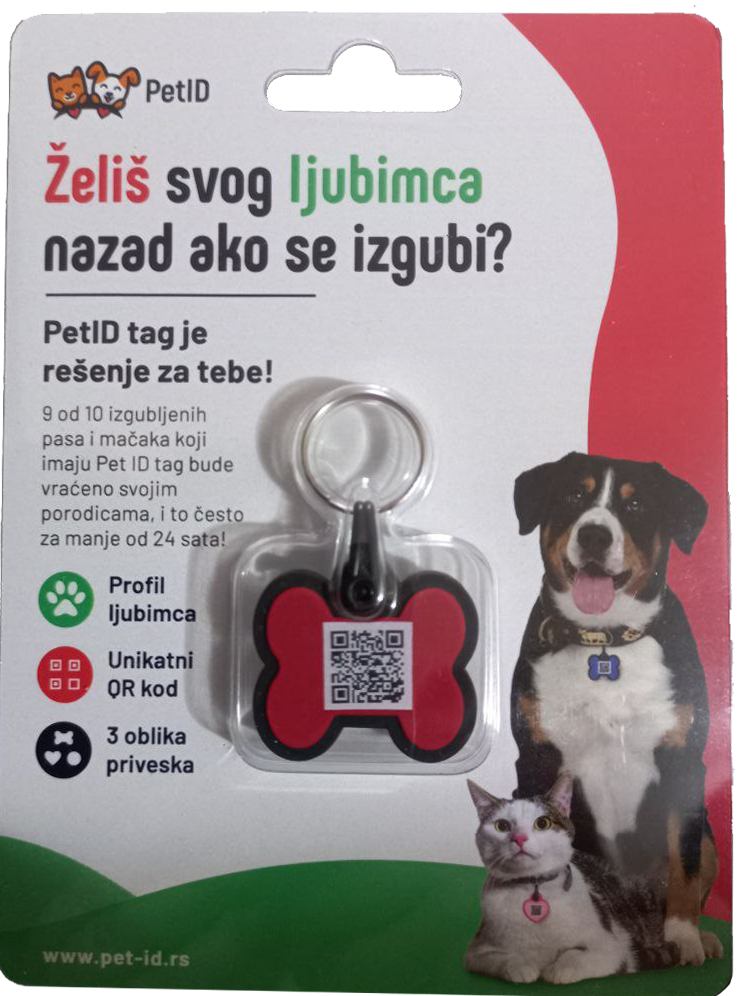 PetID
Želiš svog ljubimca
nazad ako se izgubi?
PetID tag je
rešenje za tebe!
9 od 10 izgubljenih
pasa i mačaka koji
imaju Pet ID tag bude
vraćeno svojim
porodicama, i to često
za manje od 24 sata!
Profil
ljubimca
Unikatni
QR kod
3 oblika
priveska
www.pet-id.rs